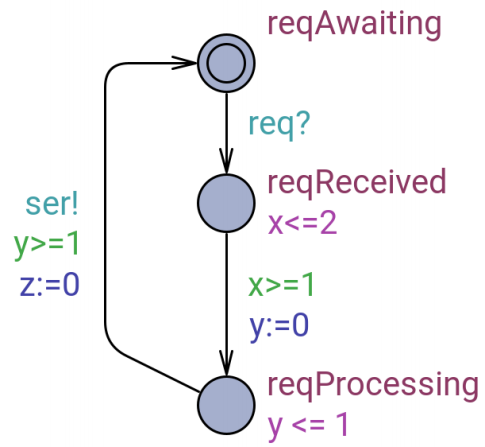 reqAwaiting
req?
reqReceived
x<=2
ser!
y>=1
z:=0
x>=1
y:=0
reqProcessing
y <= 1